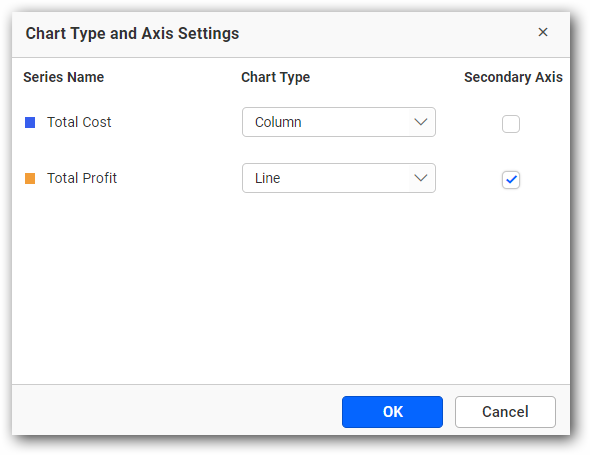 Chart Type and Axis Settings
Series Name Chart Type Secondary Axis
Total Cost Column
Total Profit Line
OK Cancel